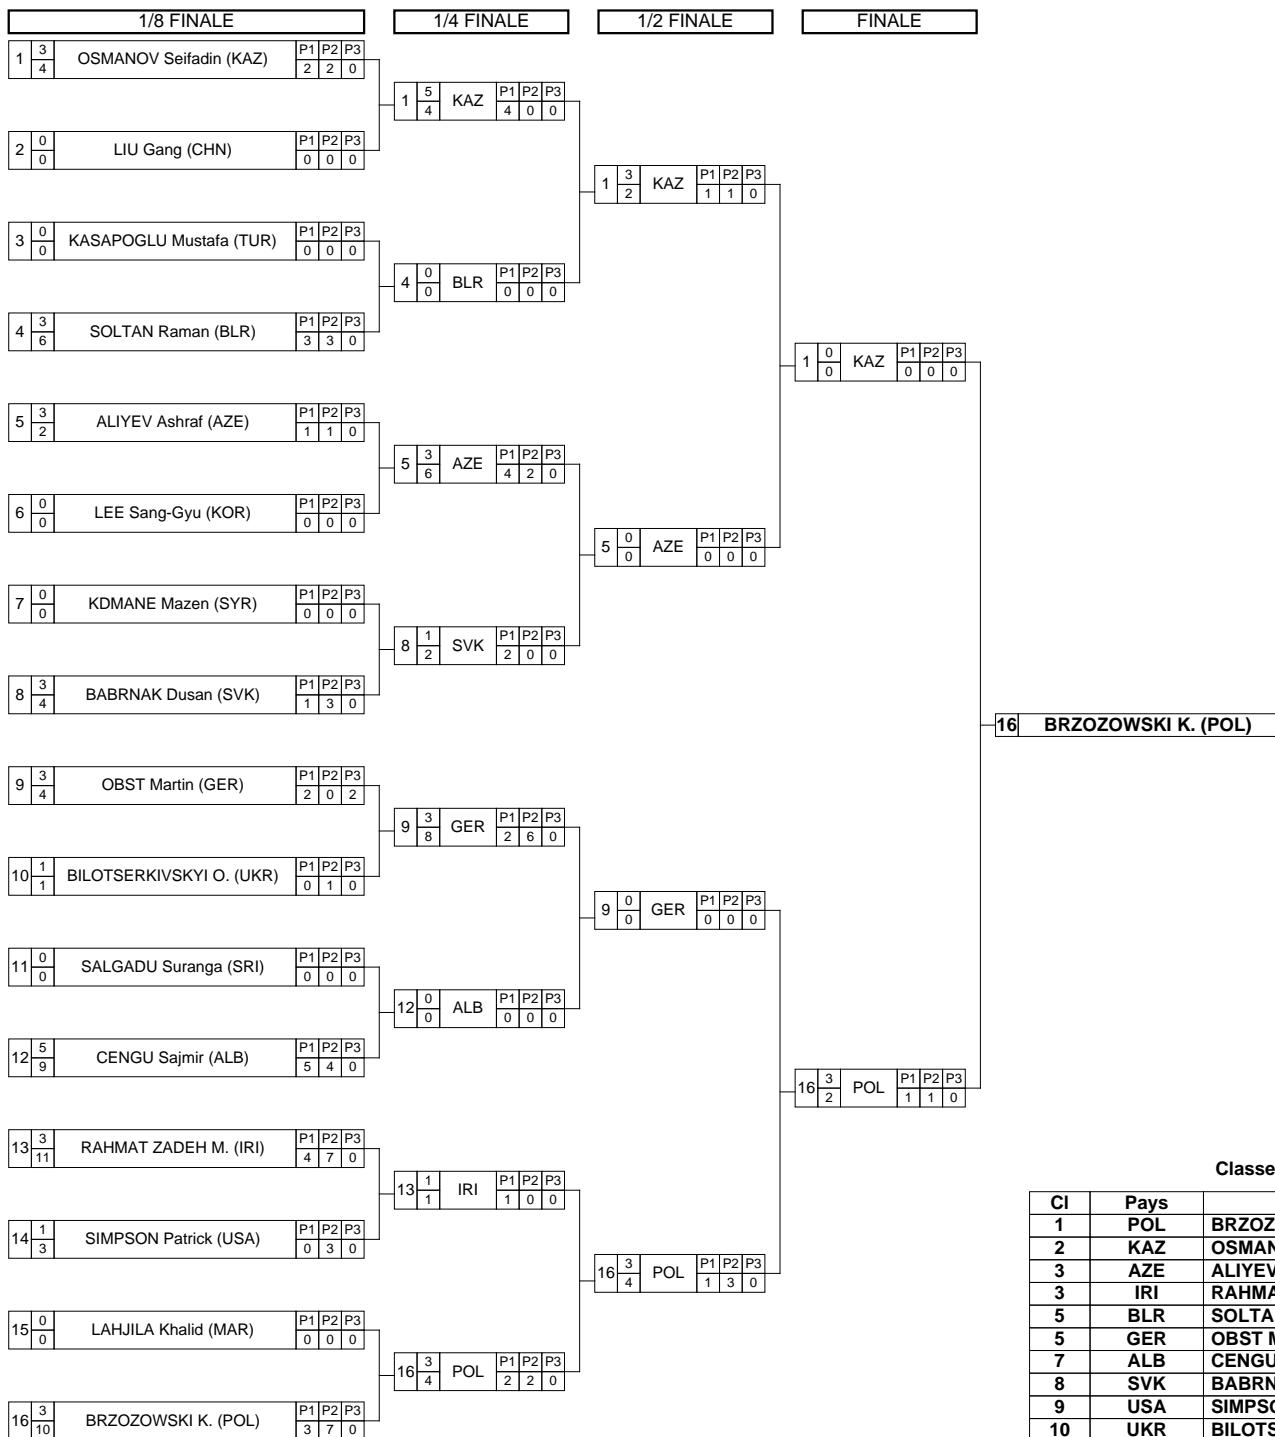 1/8 FINALE 1/4 FINALE 1/2 FINALE FINALE
1 3 4 OSMANOV Seifadin (KAZ) P1 P2 P3 2 2 0
1 5 4 KAZ P1 P2 P3 4 0 0
2 0 0 LIU Gang (CHN) P1 P2 P3 0 0 0
1 3 2 KAZ P1 P2 P3 1 1 0
3 0 0 KASAPOGLU Mustafa (TUR) P1 P2 P3 0 0 0
4 0 0 BLR P1 P2 P3 0 0 0
4 3 6 SOLTAN Raman (BLR) P1 P2 P3 3 3 0
1 0 0 KAZ P1 P2 P3 0 0 0
5 3 2 ALIYEV Ashraf (AZE) P1 P2 P3 1 1 0
5 3 6 AZE P1 P2 P3 4 2 0
6 0 0 LEE Sang-Gyu (KOR) P1 P2 P3 0 0 0
5 0 0 AZE P1 P2 P3 0 0 0
7 0 0 KDMANE Mazen (SYR) P1 P2 P3 0 0 0
8 1 2 SVK P1 P2 P3 2 0 0
8 3 4 BABRNAK Dusan (SVK) P1 P2 P3 1 3 0
16 BRZOZOWSKI K. (POL)
9 3 4 OBST Martin (GER) P1 P2 P3 2 0 2
9 3 8 GER P1 P2 P3 2 6 0
10 1 1 BILOTSERKIVSKYI O. (UKR) P1 P2 P3 0 1 0
9 0 0 GER P1 P2 P3 0 0 0
11 0 0 SALGADU Suranga (SRI) P1 P2 P3 0 0 0
12 0 0 ALB P1 P2 P3 0 0 0
12 5 9 CENGU Sajmir (ALB) P1 P2 P3 5 4 0
16 3 2 POL P1 P2 P3 1 1 0
13 3 11 RAHMAT ZADEH M. (IRI) P1 P2 P3 4 7 0
13 1 1 IRI P1 P2 P3 1 0 0
14 1 3 SIMPSON Patrick (USA) P1 P2 P3 0 3 0
16 3 4 POL P1 P2 P3 1 3 0
15 0 0 LAHJILA Khalid (MAR) P1 P2 P3 0 0 0
16 3 4 POL P1 P2 P3 2 2 0
16 3 10 BRZOZOWSKI K. (POL) P1 P2 P3 3 7 0
Classe
Cl Pays
1 POL BRZOZ
2 KAZ OSMAN
3 AZE ALIYEV
3 IRI RAHMA
5 BLR SOLTA
5 GER OBST M
7 ALB CENGU
8 SVK BABRN
9 USA SIMPSO
10 UKR BILOTS